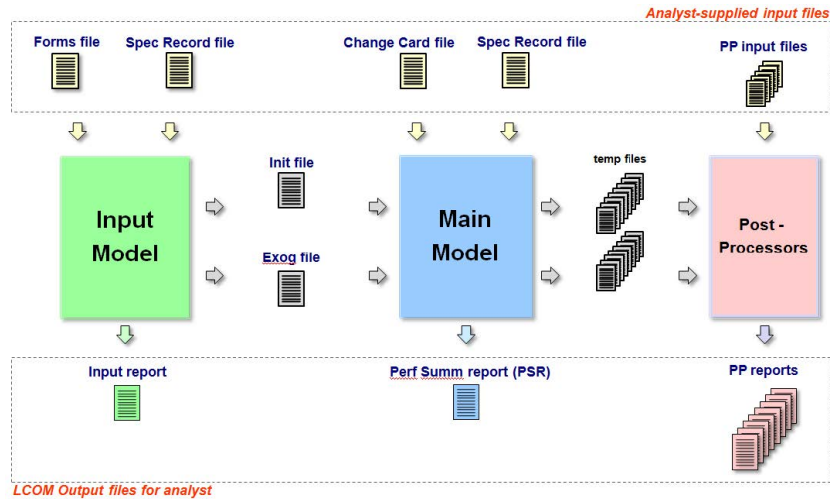 Analyst-supplied input files
Forms file
Spec Record file
Change Card file
Spec Record file
PP input files
Init file
temp files
Input
Model
Main
Model
Post -
Processors
Exog file
Input report
Perf Summ report (PSR)
PP reports
LCOM Output files for analyst